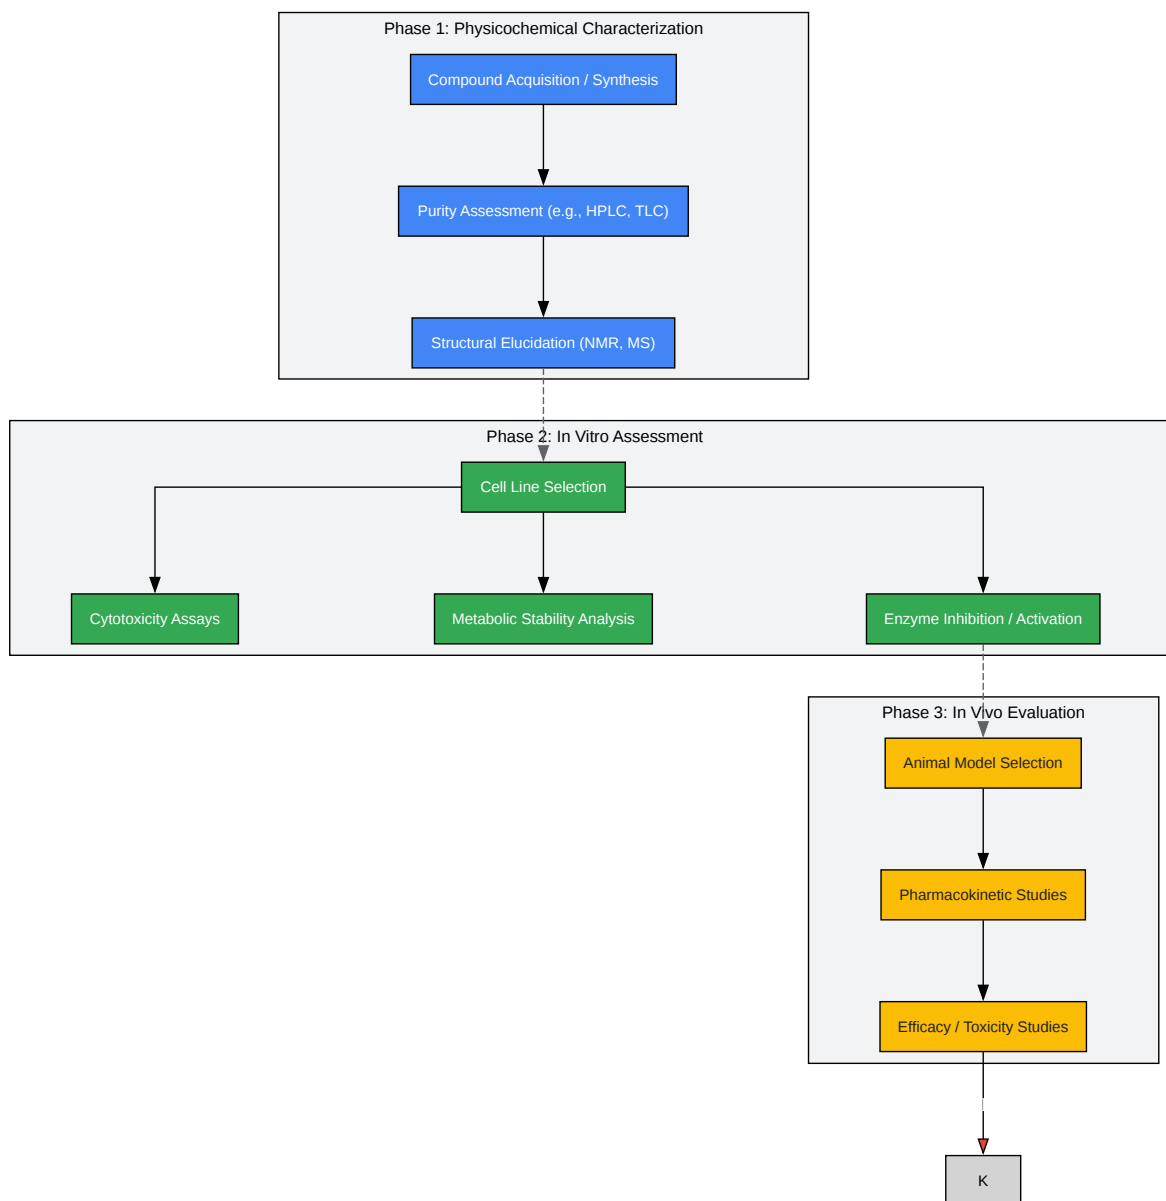 Phase 1: Physicochemical Characterization
Compound Acquisition / Synthesis
Purity Assessment (e.g., HPLC, TLC)
Structural Elucidation (NMR, MS)
Phase 2: In Vitro Assessment
Cell Line Selection
Cytotoxicity Assays
Metabolic Stability Analysis
Enzyme Inhibition / Activation
Phase 3: In Vivo Evaluation
Animal Model Selection
Pharmacokinetic Studies
Efficacy / Toxicity Studies
K